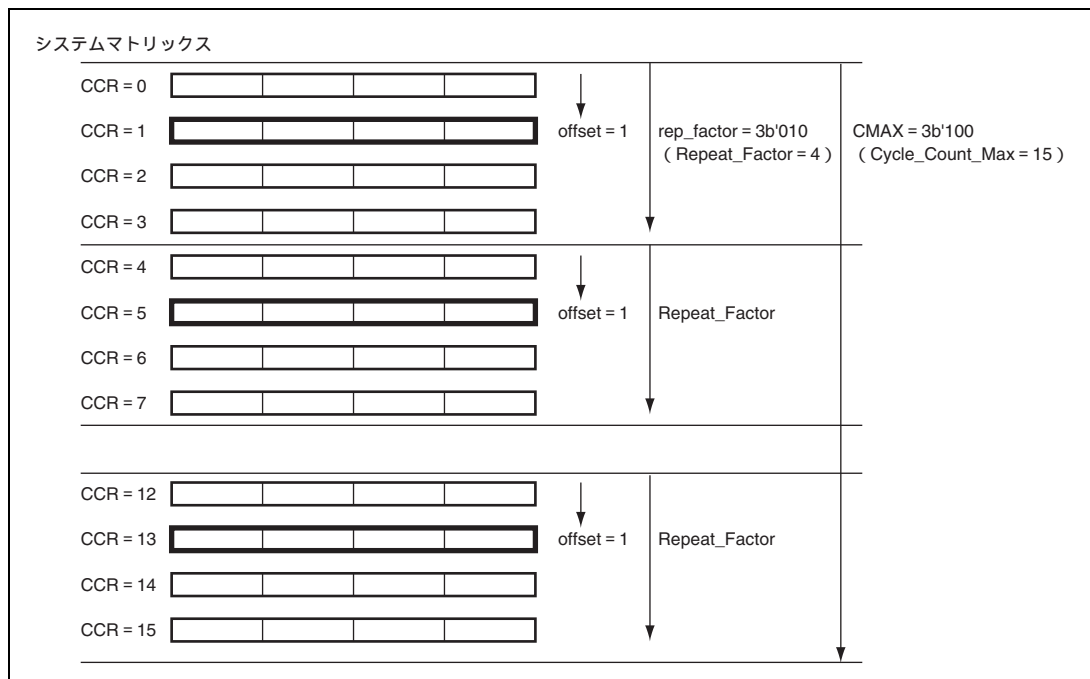 システムマトリックス
CCR = 0
CCR = 1
offset = 1
rep_factor = 3b'010
( Repeat_Factor = 4 )
CMAX = 3b'100
( Cycle_Count_Max = 15 )
CCR = 2
CCR = 3
CCR = 4
CCR = 5
offset = 1
Repeat_Factor
CCR = 6
CCR = 7
CCR = 12
CCR = 13
offset = 1
Repeat_Factor
CCR = 14
CCR = 15